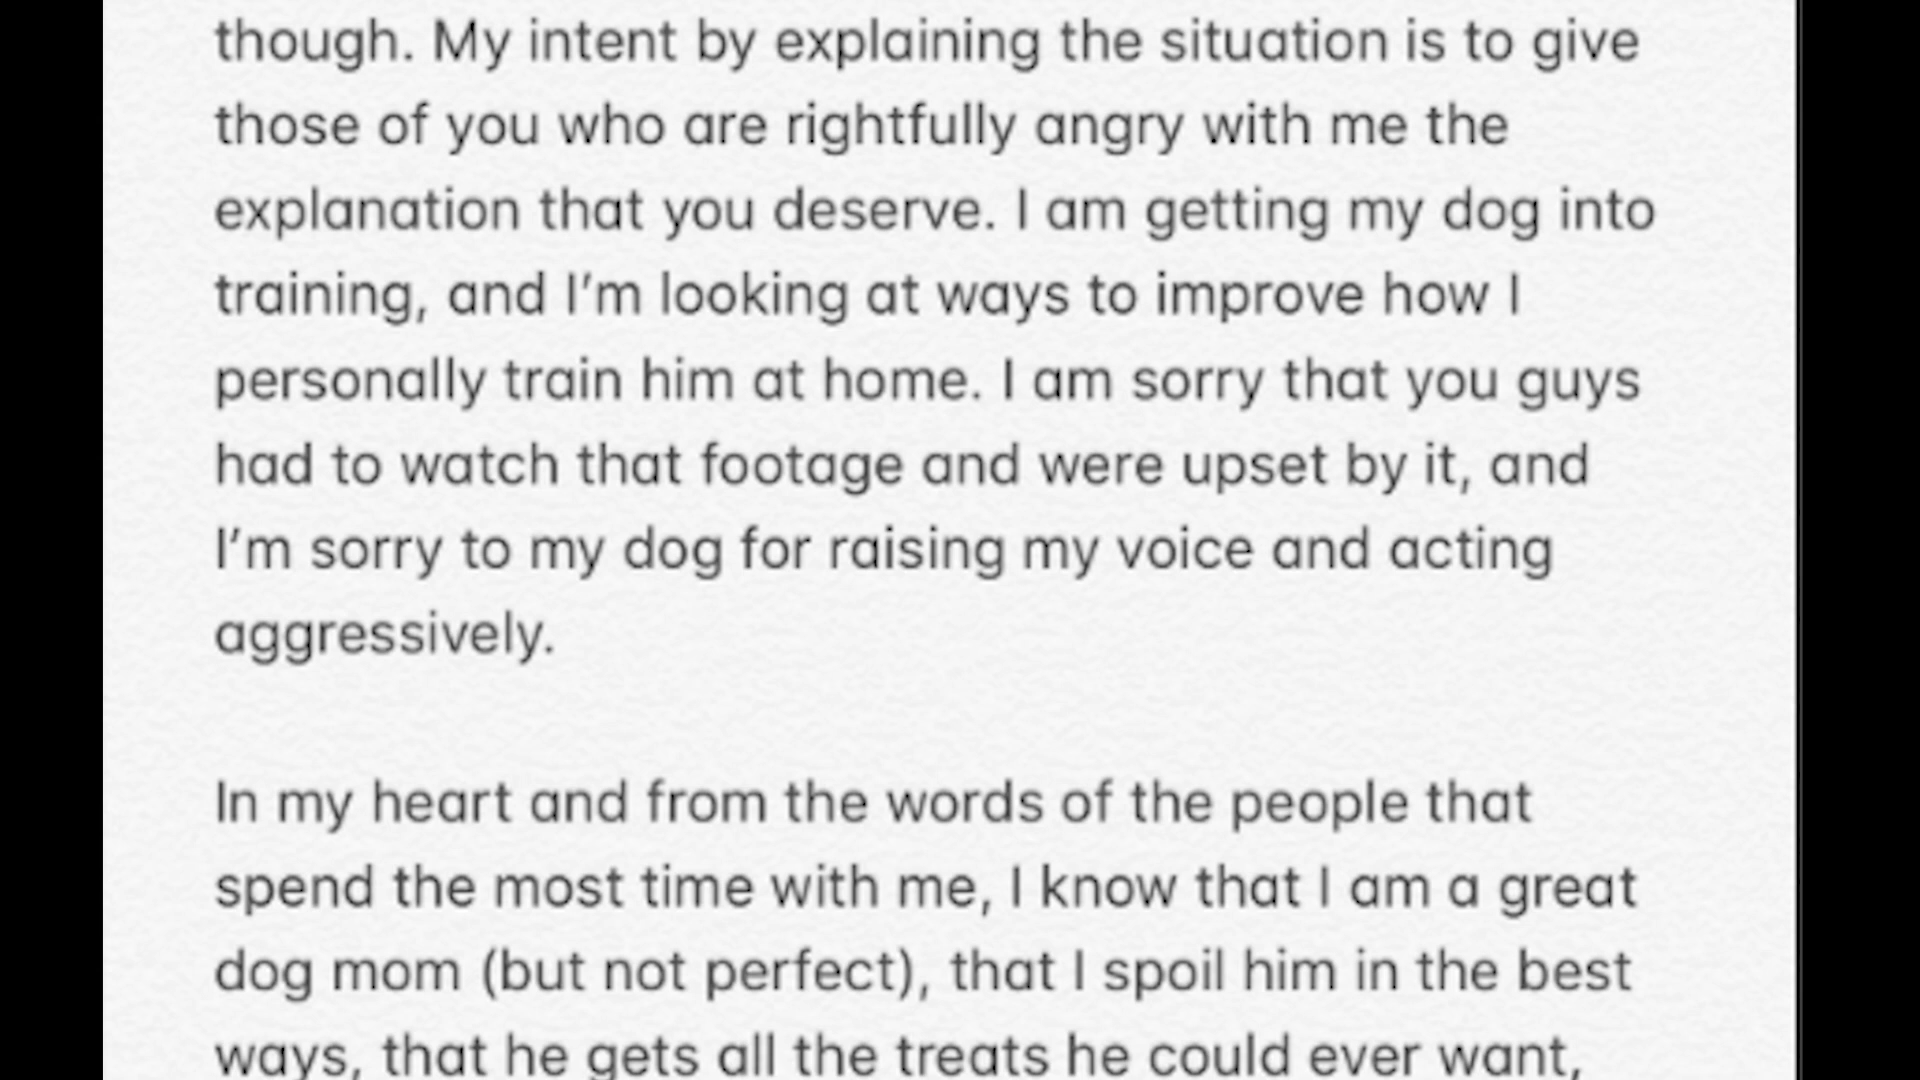 though. My intent by explaining the situation is to give
those of you who are rightfully angry with me the
explanation that you deserve. I am getting my dog into
training, and I’m looking at ways to improve how I
personally train him at home. I am sorry that you guys
had to watch that footage and were upset by it, and
I’m sorry to my dog for raising my voice and acting
aggressively.
In my heart and from the words of the people that
spend the most time with me, I know that I am a great
dog mom (but not perfect), that I spoil him in the best
ways, that he gets all the treats he could ever want,